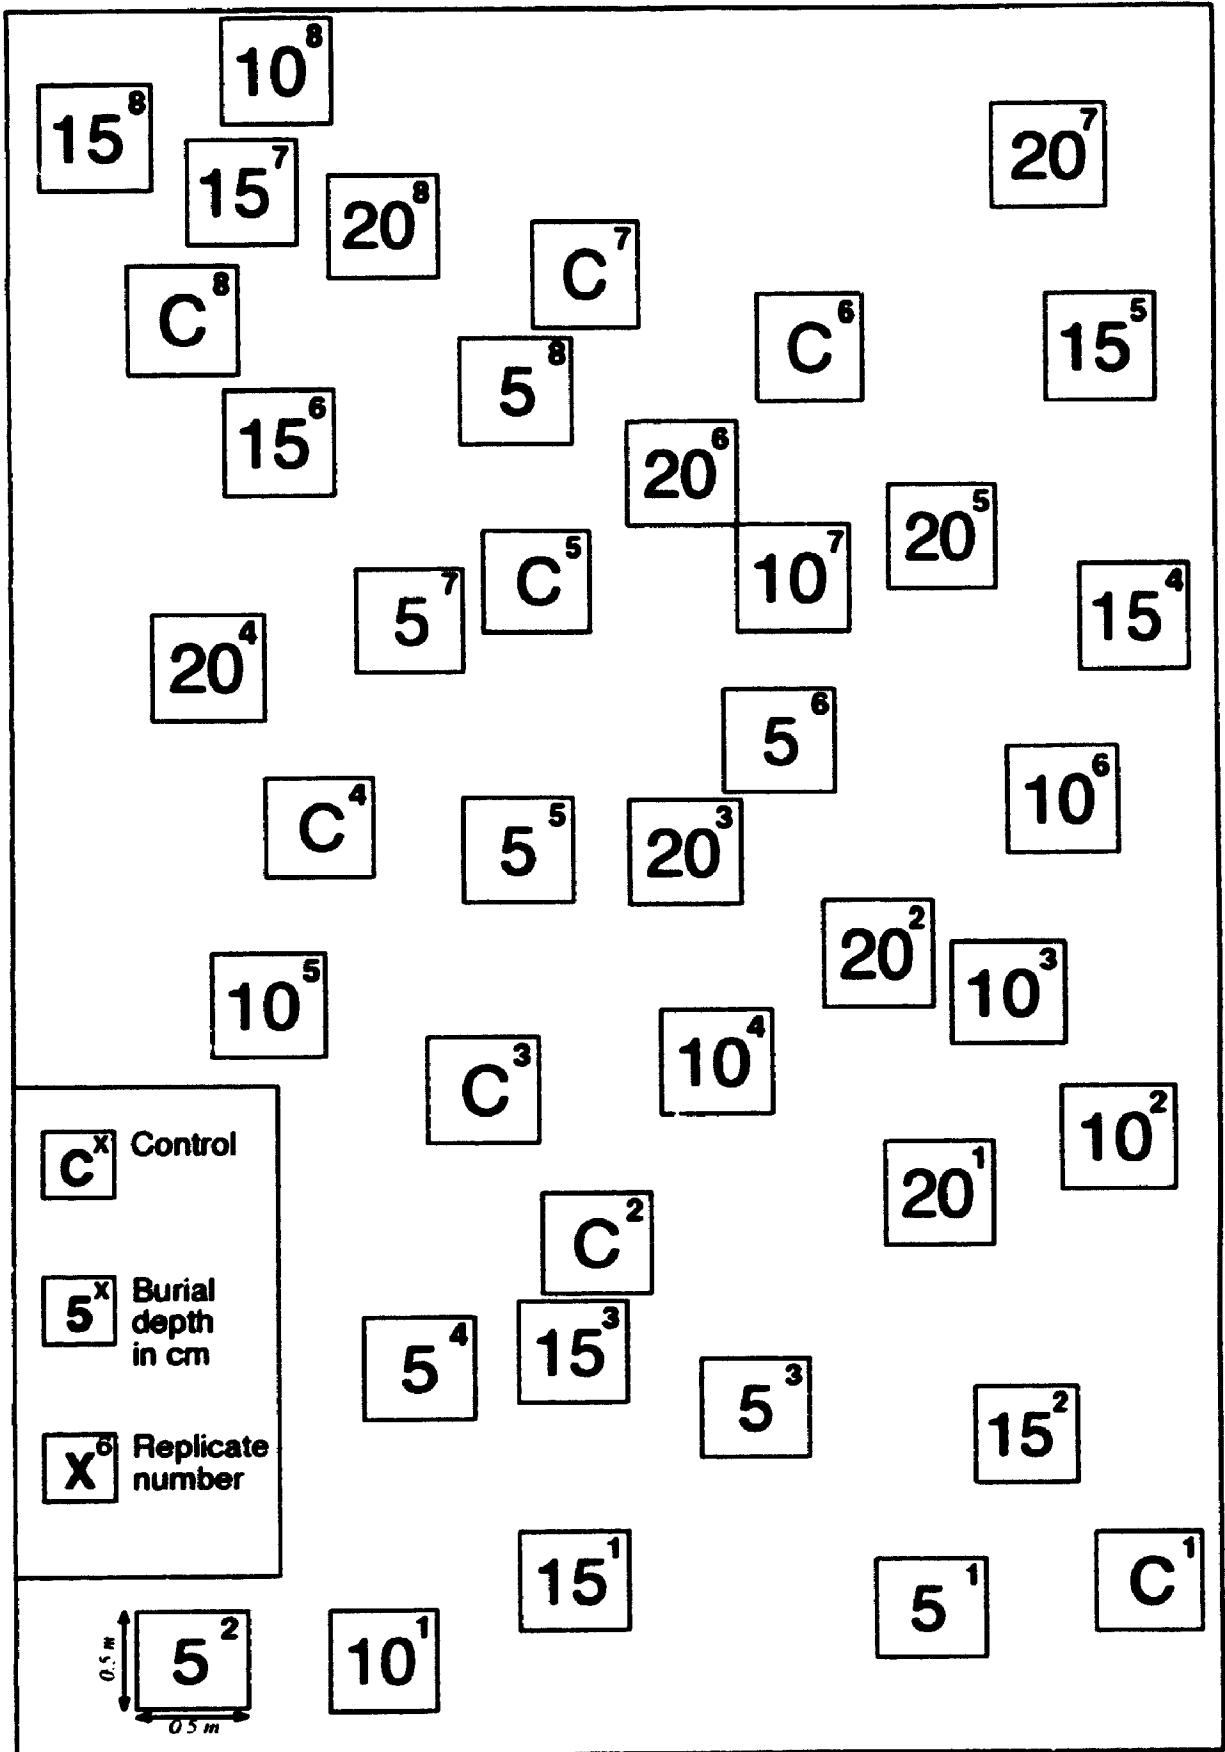 10⁸
15⁸
20⁷
15⁷
20⁸
C⁷
C⁸
C⁶
15⁵
5⁸
15⁶
20⁶
20⁵
10⁷
C⁵
15⁴
5⁷
20⁴
5⁶
10⁶
C⁴
5⁵
20³
20²
10³
10⁵
10⁴
C³
10²
20¹
C²
15³
5⁴
5³
15²
15¹
C¹
5¹
5²
10¹
0.5 m
0.5 m
Cˣ Control
5ˣ Burial
depth
in cm
X⁶ Replicate
number